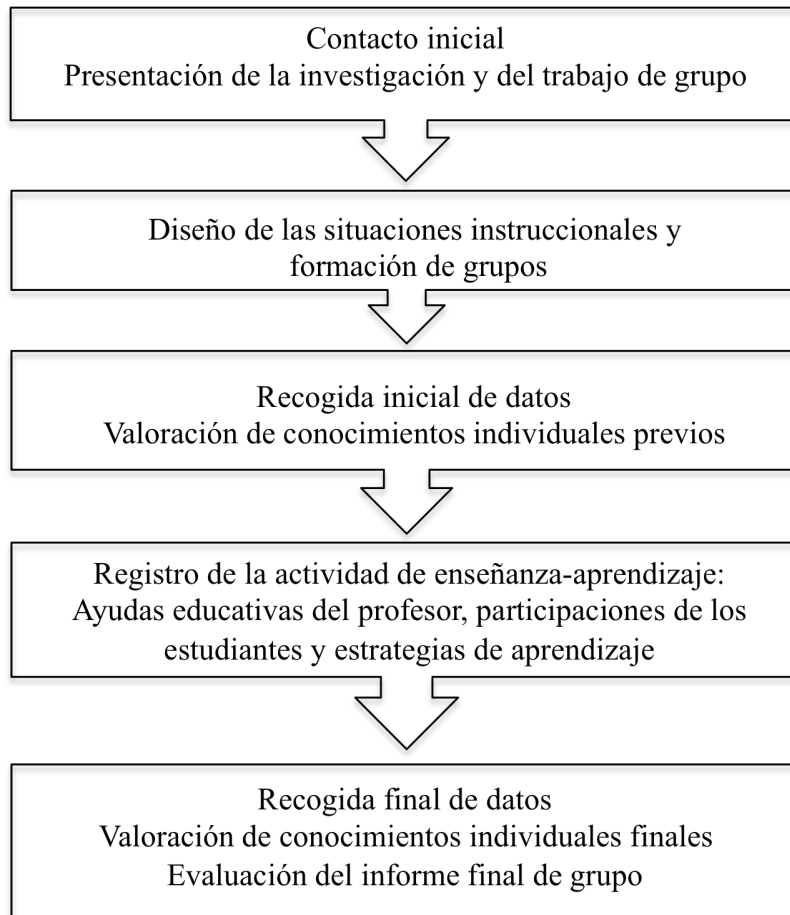 Contacto inicial
Presentación de la investigación y del trabajo de grupo
Diseño de las situaciones instruccionales y
formación de grupos
Recogida inicial de datos
Valoración de conocimientos individuales previos
Registro de la actividad de enseñanza-aprendizaje:
Ayudas educativas del profesor, participaciones de los
estudiantes y estrategias de aprendizaje
Recogida final de datos
Valoración de conocimientos individuales finales
Evaluación del informe final de grupo